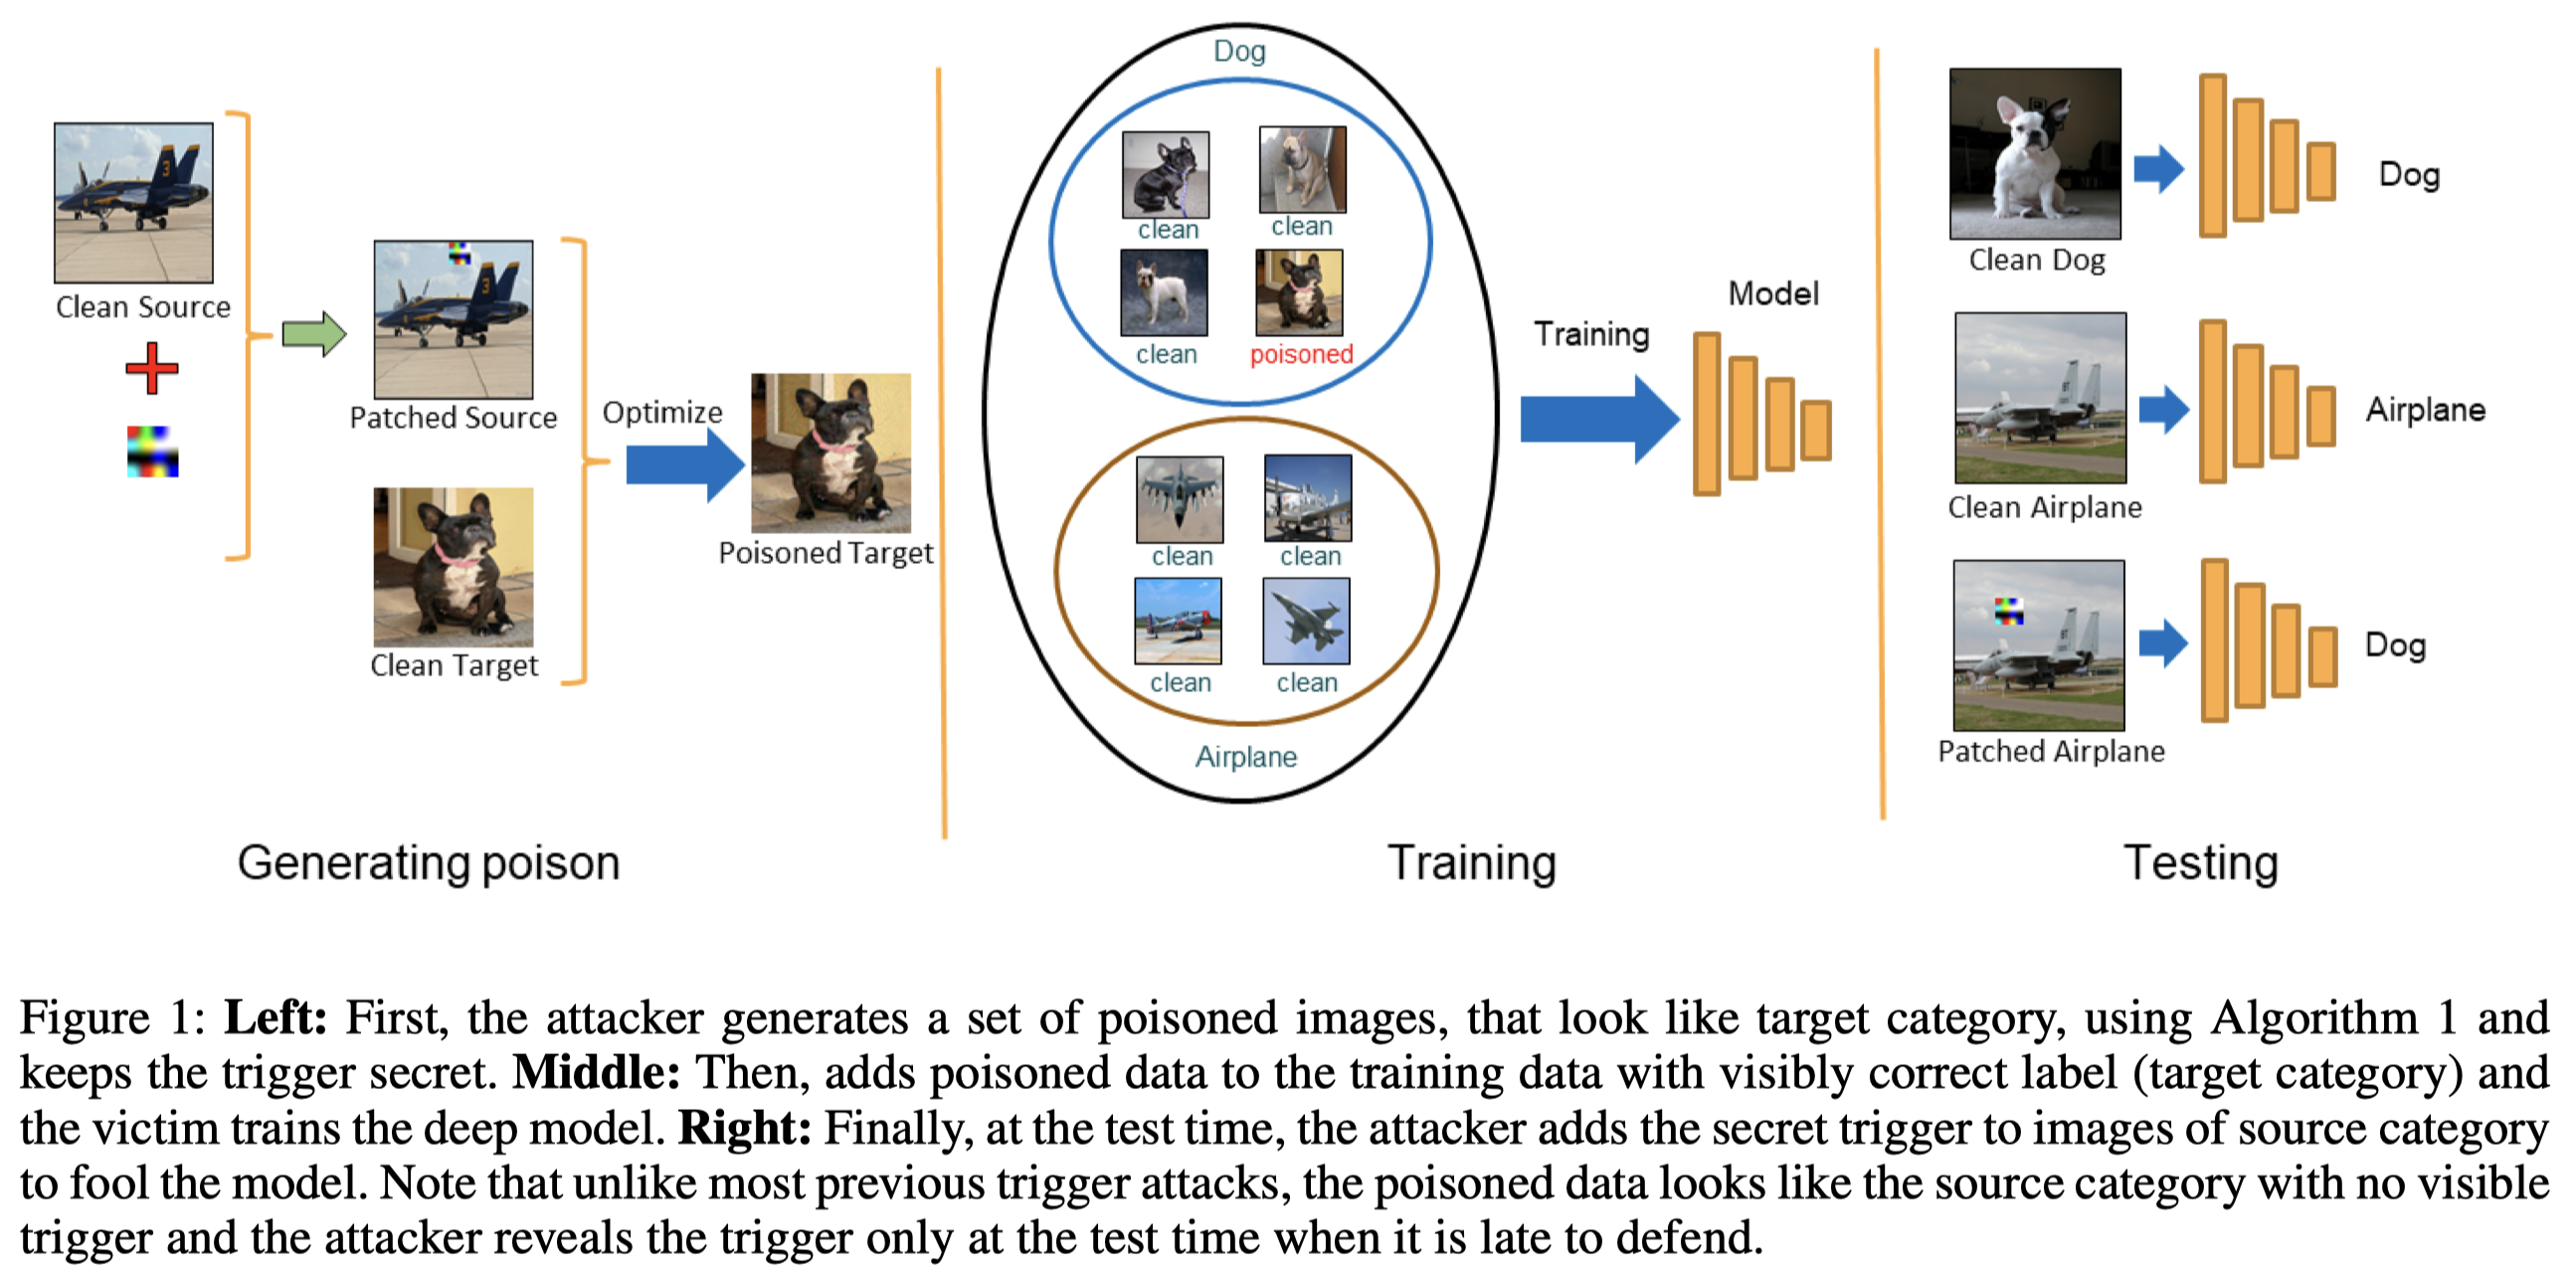 Clean Source
Patched Source
Clean Target
Optimize
Poisoned Target
Generating poison
Dog
clean
clean
clean
poisoned
clean
clean
clean
clean
Airplane
Training
Model
Training
Clean Dog
Dog
Clean Airplane
Airplane
Patched Airplane
Dog
Testing
Figure 1: Left: First, the attacker generates a set of poisoned images, that look like target category, using Algorithm 1 and
keeps the trigger secret. Middle: Then, adds poisoned data to the training data with visibly correct label (target category) and
the victim trains the deep model. Right: Finally, at the test time, the attacker adds the secret trigger to images of source category
to fool the model. Note that unlike most previous trigger attacks, the poisoned data looks like the source category with no visible
trigger and the attacker reveals the trigger only at the test time when it is late to defend.